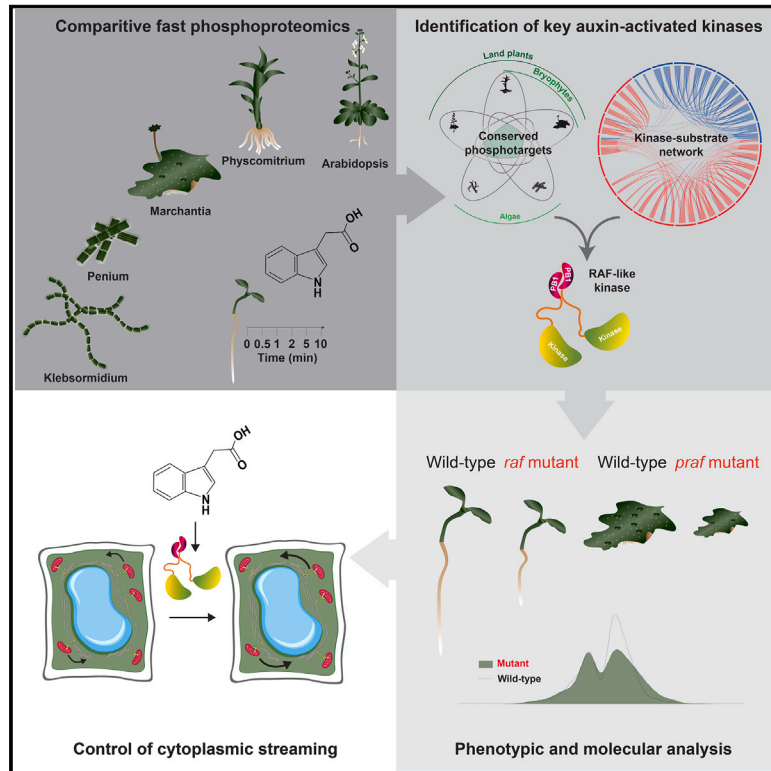 Comparitive fast phosphoproteomics
Physcomitrium
Arabidopsis
Marchantia
Penium
Klebsormidium
O
OH
N
H
0 0.5 1 2 5 10
Time (min)
Identification of key auxin-activated kinases
Land plants
Bryophytes
Conserved
phosphotargets
Algae
Kinase-substrate
network
PB1
PB1
RAF-like
kinase
Kinase
Kinase
OH
O
N
H
Control of cytoplasmic streaming
Wild-type raf mutant
Wild-type praf mutant
Mutant
Wild-type
Phenotypic and molecular analysis